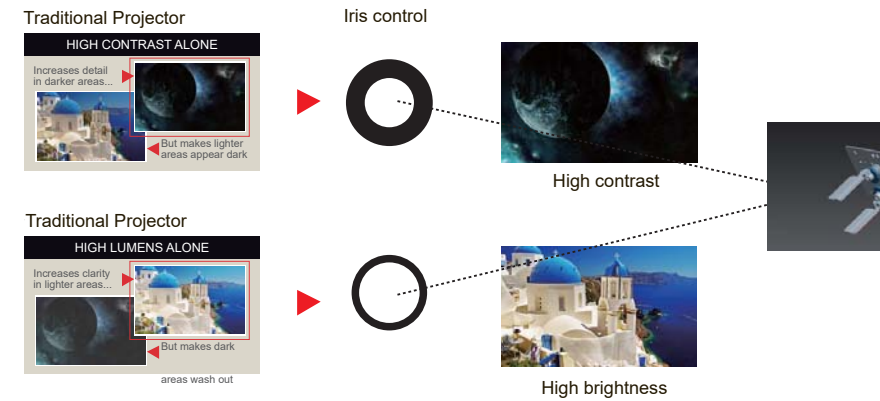 Traditional Projector
HIGH CONTRAST ALONE
Increases detail
in darker areas...
But makes lighter
areas appear dark
Iris control
High contrast
Traditional Projector
HIGH LUMENS ALONE
Increases clarity
in lighter areas...
But makes dark
areas wash out
High brightness